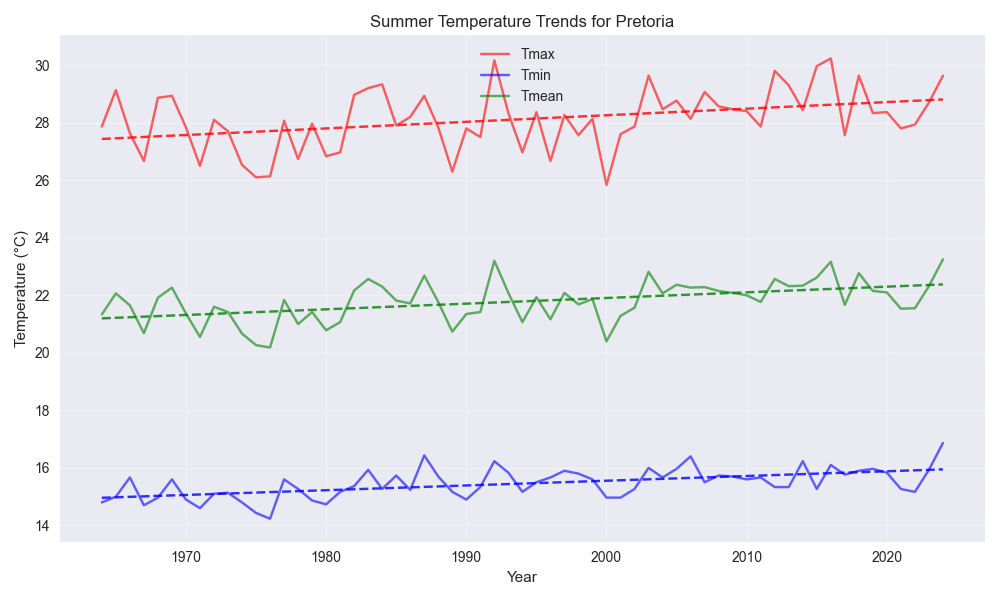 Summer Temperature Trends for Pretoria
Tmax
Tmin
Tmean
Temperature (°C)
30
28
26
24
22
20
18
16
14
1970 1980 1990 2000 2010 2020
Year